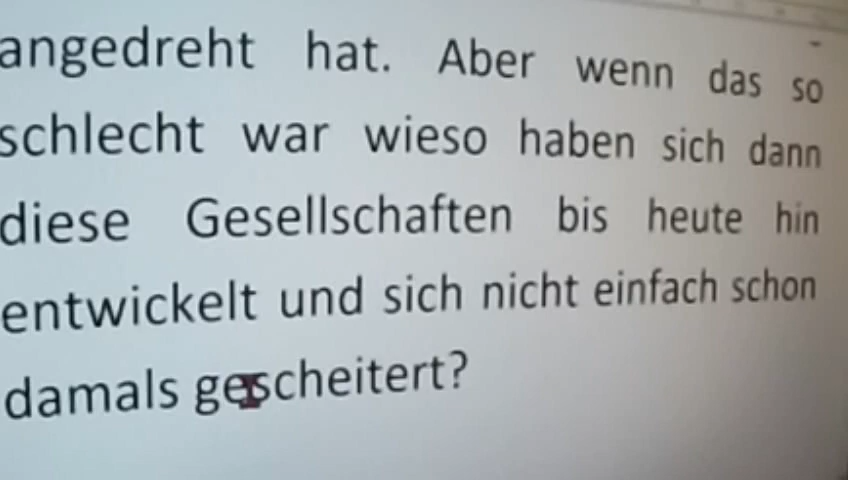 angedreht hat. Aber wenn das so
schlecht war wieso haben sich dann
diese Gesellschaften bis heute hin
entwickelt und sich nicht einfach schon
damals gescheitert?